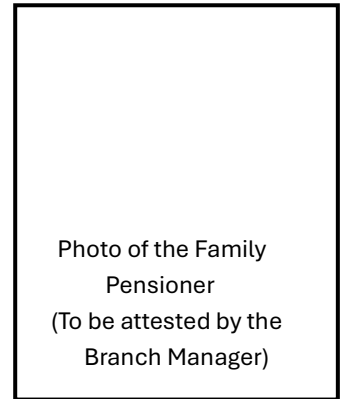 Photo of the Family
Pensioner
(To be attested by the
Branch Manager)